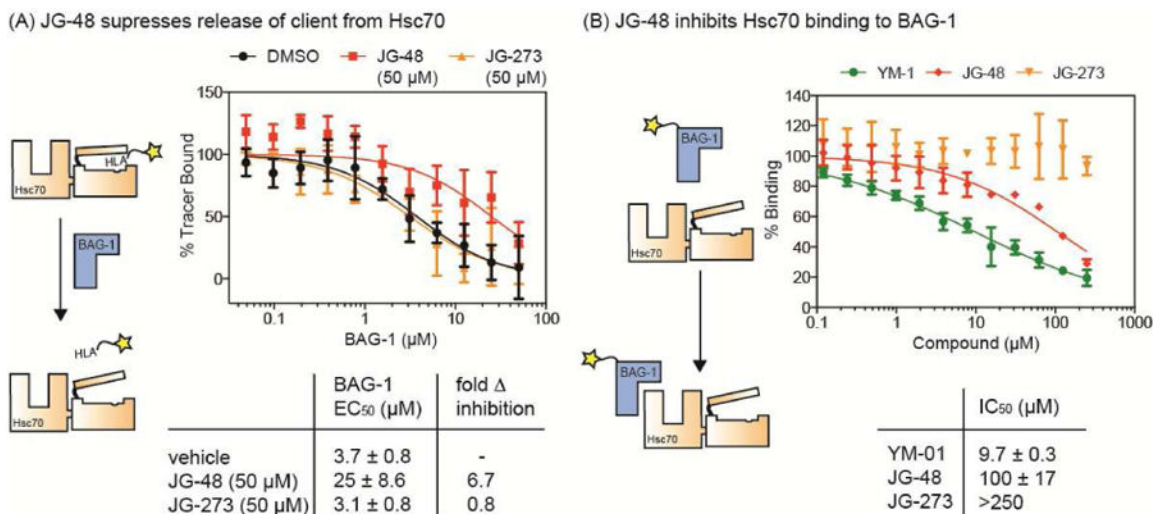 (A) JG-48 supresses release of client from Hsc70
DMSO
JG-48
(50 µM)
JG-273
(50 µM)
% Tracer Bound
150
100
50
0
0.1
1
10
100
BAG-1 (µM)
HLA
Hsc70
BAG-1
HLA
Hsc70
BAG-1 fold Δ
EC50 (µM) inhibition
vehicle 3.7 ± 0.8 -
JG-48 (50 µM) 25 ± 8.6 6.7
JG-273 (50 µM) 3.1 ± 0.8 0.8
(B) JG-48 inhibits Hsc70 binding to BAG-1
YM-1 JG-48 JG-273
BAG-1
Hsc70
BAG-1
Hsc70
% Binding
140
120
100
80
60
40
20
0
0.1
1
10
100
1000
Compound (µM)
IC50 (µM)
YM-01 9.7 ± 0.3
JG-48 100 ± 17
JG-273 >250